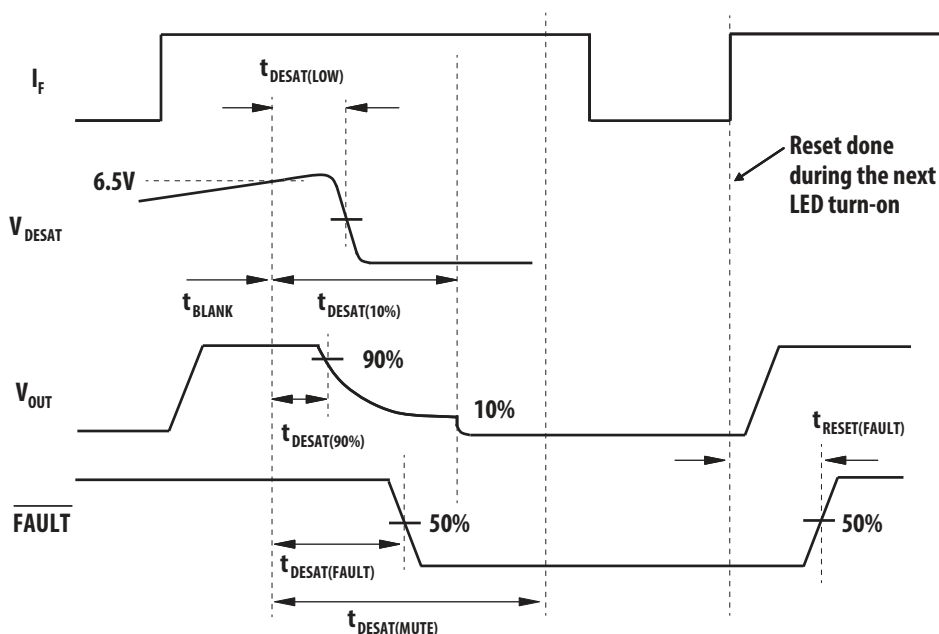 I_F
t_DESAT(LOW)
Reset done
during the next
LED turn-on
6.5V
V_DESAT
t_BLANK
t_DESAT(10%)
90%
V_OUT
10%
t_RESET(FAULT)
t_DESAT(90%)
FAULT
50%
50%
t_DESAT(FAULT)
t_DESAT(MUTE)